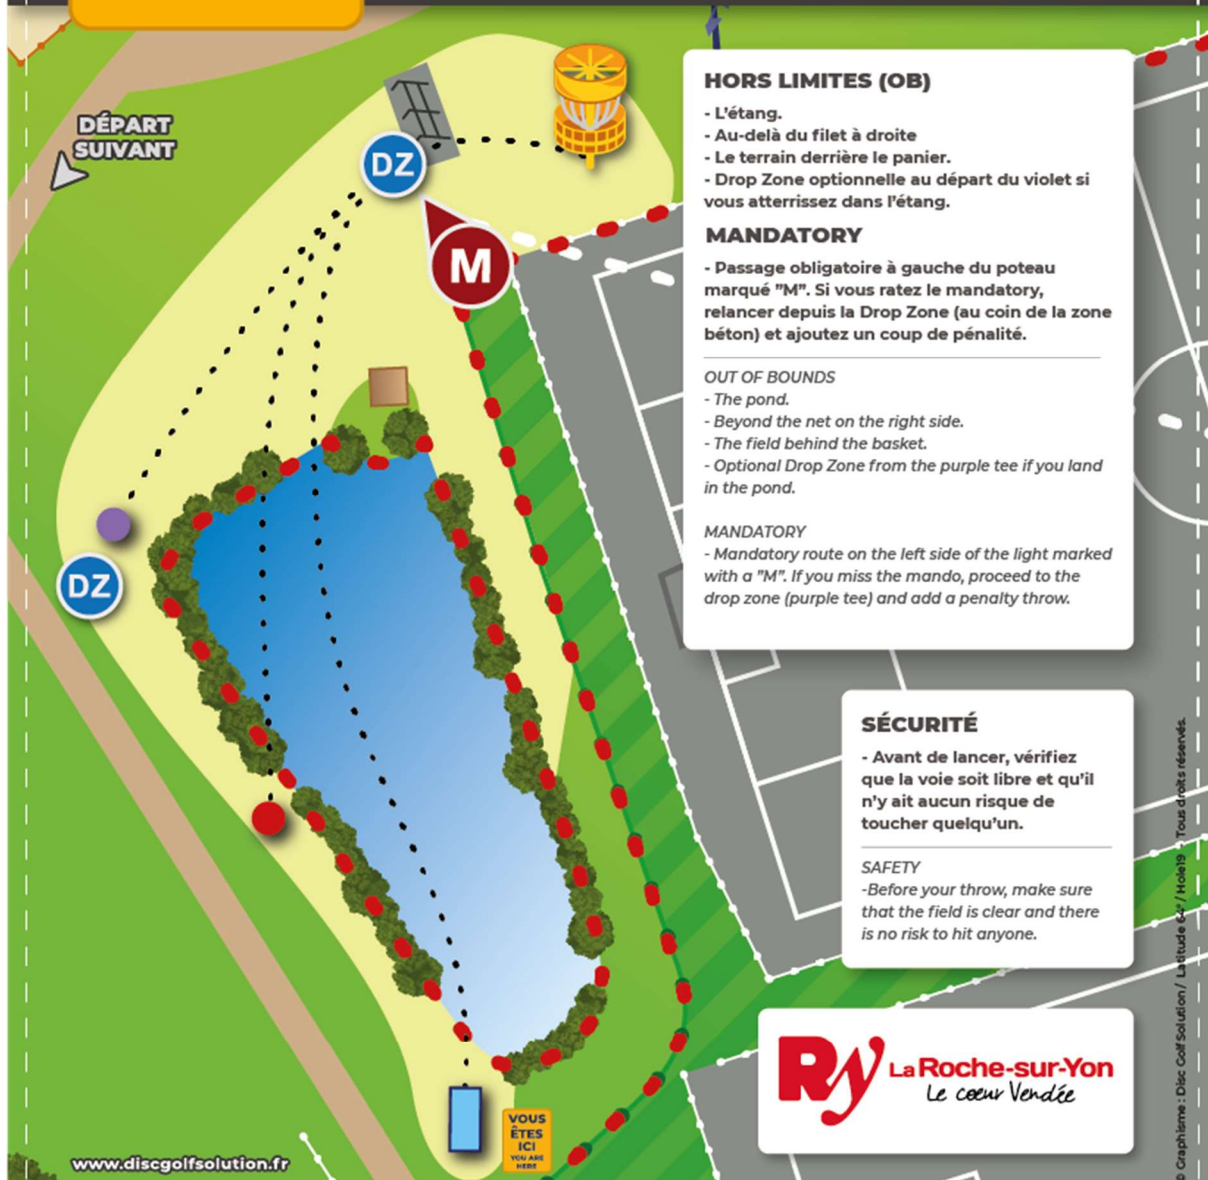 DÉPART
SUIVANT
DZ
M
DZ
HORS LIMITES (OB)
- L'étang.
- Au-delà du filet à droite
- Le terrain derrière le panier.
- Drop Zone optionnelle au départ du violet si
vous atterrissez dans l'étang.
MANDATORY
- Passage obligatoire à gauche du poteau
marqué "M". Si vous ratez le mandatory,
relancer depuis la Drop Zone (au coin de la zone
béton) et ajoutez un coup de pénalité.
OUT OF BOUNDS
- The pond.
- Beyond the net on the right side.
- The field behind the basket.
- Optional Drop Zone from the purple tee if you land
in the pond.
MANDATORY
- Mandatory route on the left side of the light marked
with a "M". If you miss the mando, proceed to the
drop zone (purple tee) and add a penalty throw.
SÉCURITÉ
- Avant de lancer, vérifiez
que la voie soit libre et qu'il
n'y ait aucun risque de
toucher quelqu'un.
SAFETY
-Before your throw, make sure
that the field is clear and there
is no risk to hit anyone.
Ry
La Roche-sur-Yon
Le cœur Vendée
VOUS
ÊTES
ICI
YOU ARE
HERE
www.discgolfsolution.fr
© Graphisme : Disc Golf Solution / Latitude 64° / Hole19 - Tous droits réservés.